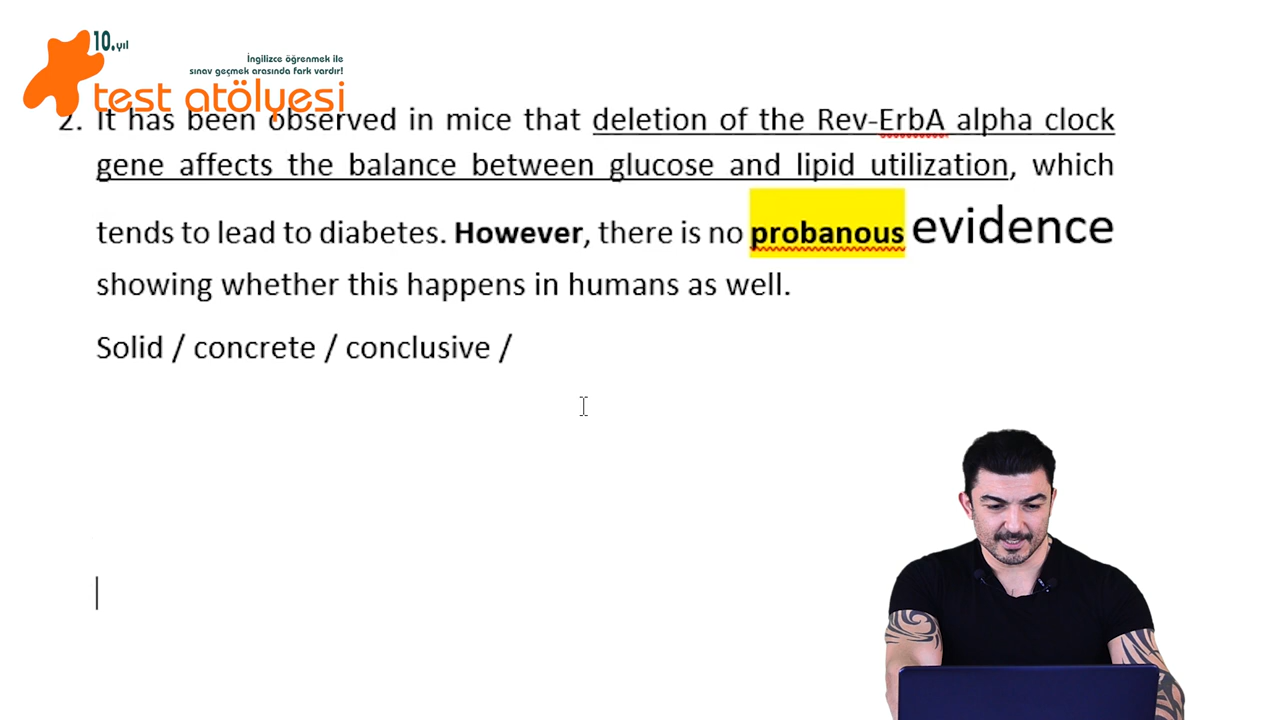 10.yıl
İngilizce öğrenmek ile
sınav geçmek arasında fark vardır!
test atölyesi
2. It has been observed in mice that deletion of the Rev-ErbA alpha clock
gene affects the balance between glucose and lipid utilization, which
tends to lead to diabetes. However, there is no probanous evidence
showing whether this happens in humans as well.
Solid / concrete / conclusive /